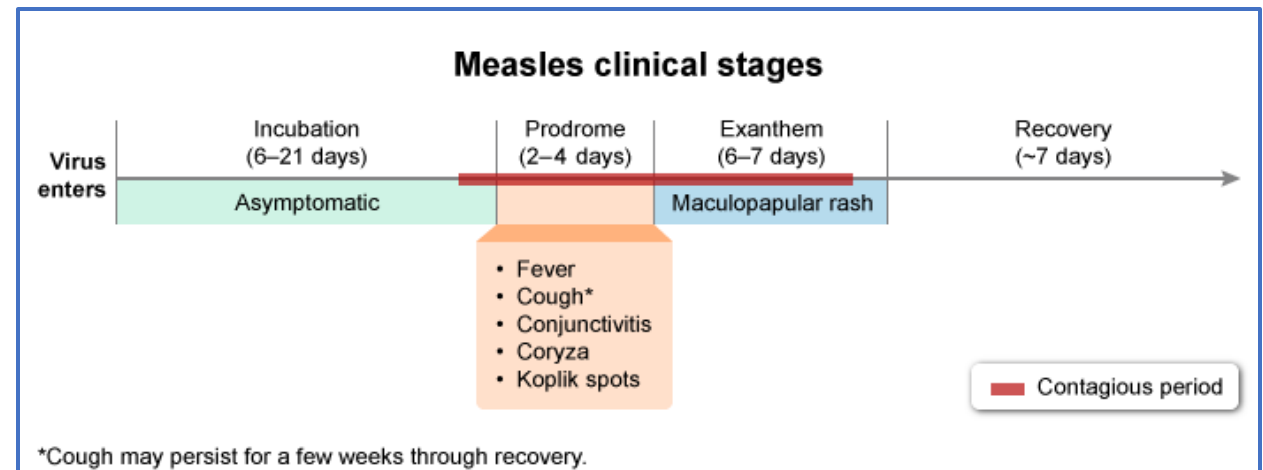 Measles clinical stages
Virus enters
Incubation
(6–21 days)
Prodrome
(2–4 days)
Exanthem
(6–7 days)
Recovery
(~7 days)
Asymptomatic
Maculopapular rash
• Fever
• Cough*
• Conjunctivitis
• Coryza
• Koplik spots
Contagious period
*Cough may persist for a few weeks through recovery.